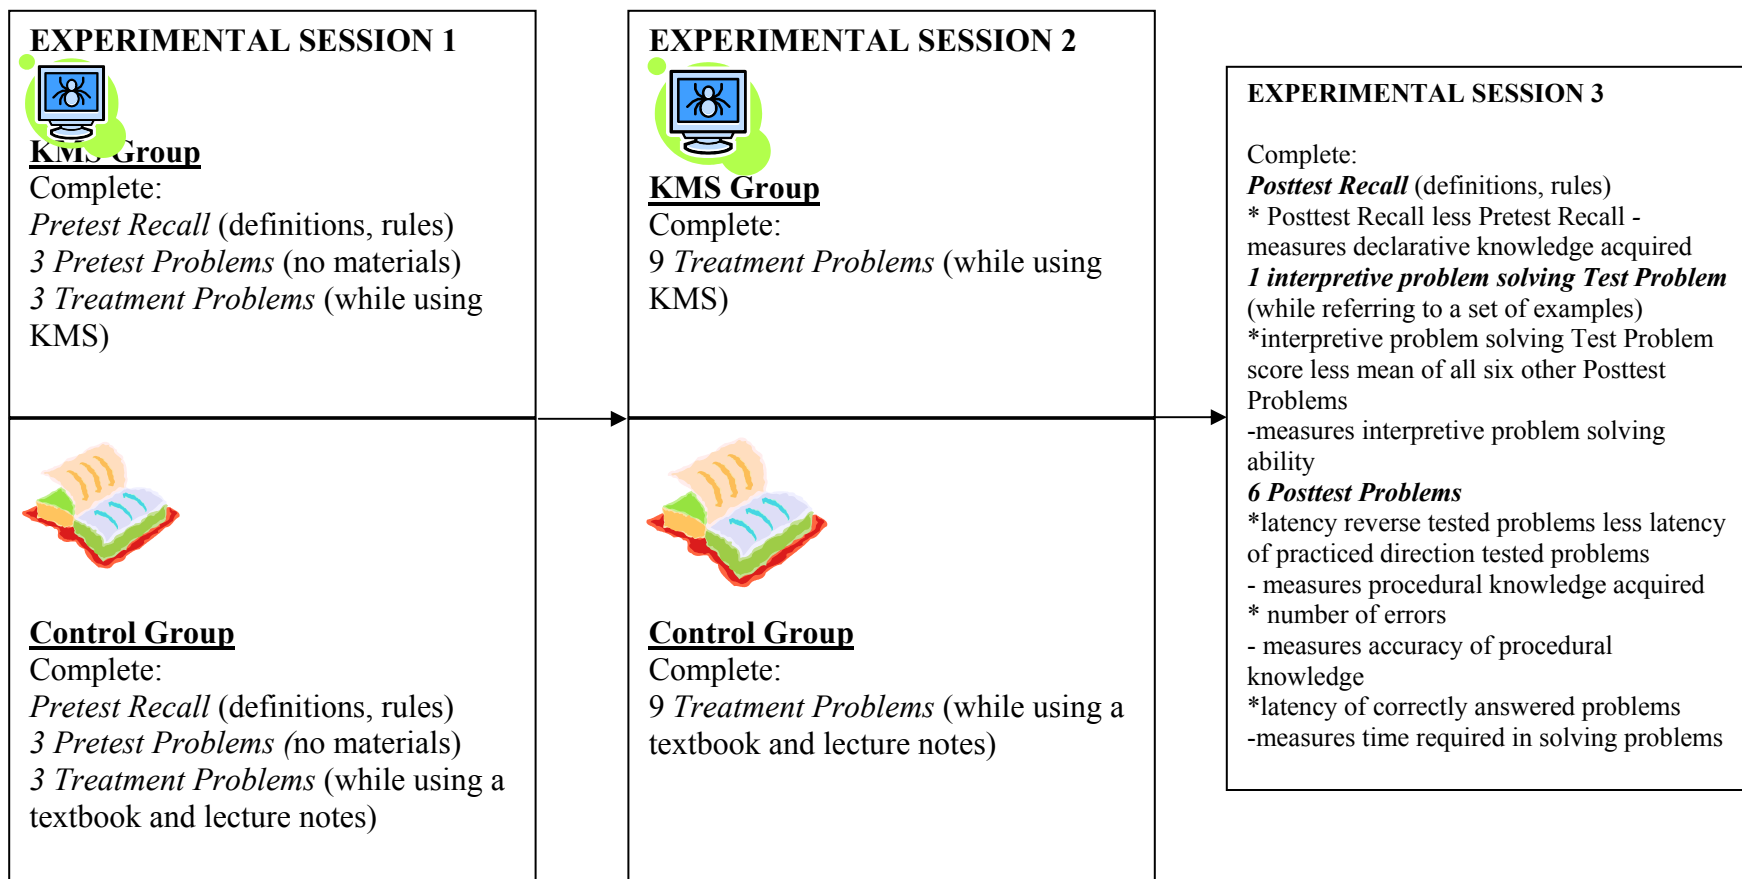 EXPERIMENTAL SESSION 1
KMS Group
Complete:
Pretest Recall (definitions, rules)
3 Pretest Problems (no materials)
3 Treatment Problems (while using
KMS)
Control Group
Complete:
Pretest Recall (definitions, rules)
3 Pretest Problems (no materials)
3 Treatment Problems (while using a
textbook and lecture notes)
EXPERIMENTAL SESSION 2
KMS Group
Complete:
9 Treatment Problems (while using
KMS)
Control Group
Complete:
9 Treatment Problems (while using a
textbook and lecture notes)
EXPERIMENTAL SESSION 3
Complete:
Posttest Recall (definitions, rules)
* Posttest Recall less Pretest Recall -
measures declarative knowledge acquired
1 interpretive problem solving Test Problem
(while referring to a set of examples)
*interpretive problem solving Test Problem
score less mean of all six other Posttest
Problems
-measures interpretive problem solving
ability
6 Posttest Problems
*latency reverse tested problems less latency
of practiced direction tested problems
- measures procedural knowledge acquired
* number of errors
- measures accuracy of procedural
knowledge
*latency of correctly answered problems
-measures time required in solving problems